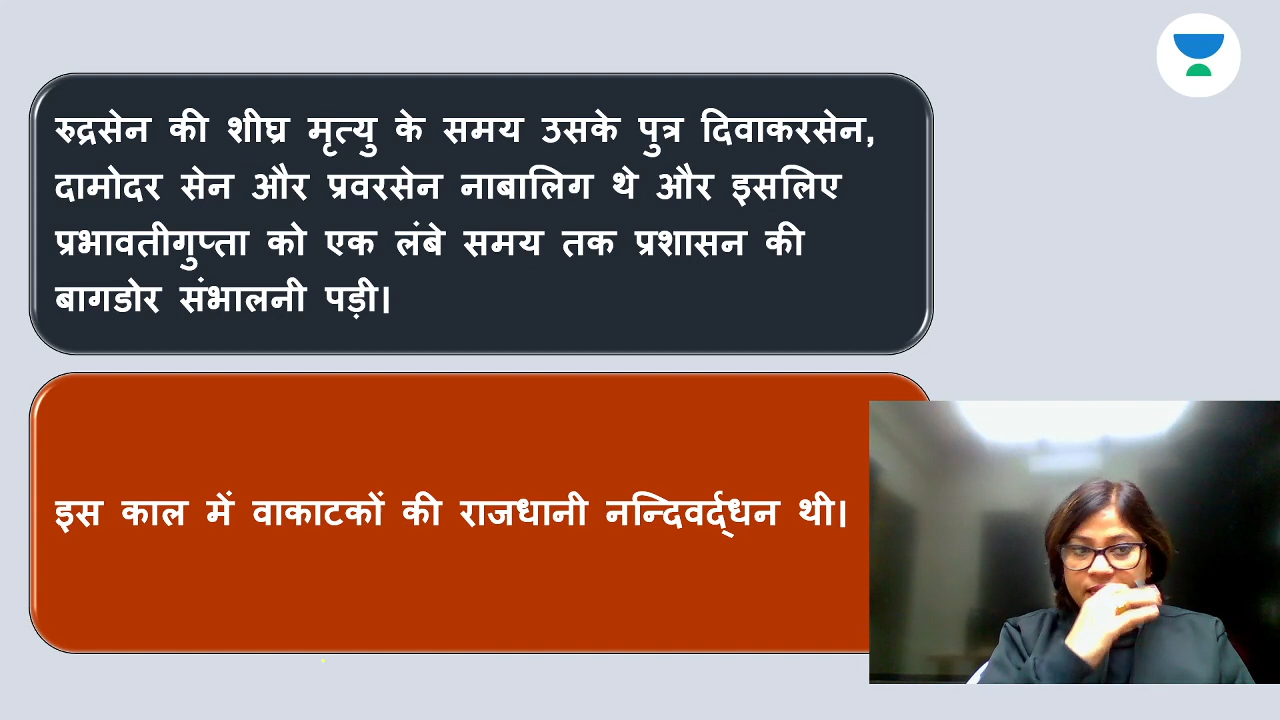 रुद्रसेन की शीघ्र मृत्यु के समय उसके पुत्र दिवाकरसेन,
दामोदर सेन और प्रवरसेन नाबालिग थे और इसलिए
प्रभावतीगुप्ता को एक लंबे समय तक प्रशासन की
बागडोर संभालनी पड़ी।
इस काल में वाकाटकों की राजधानी नन्दिवर्द्धन थी।